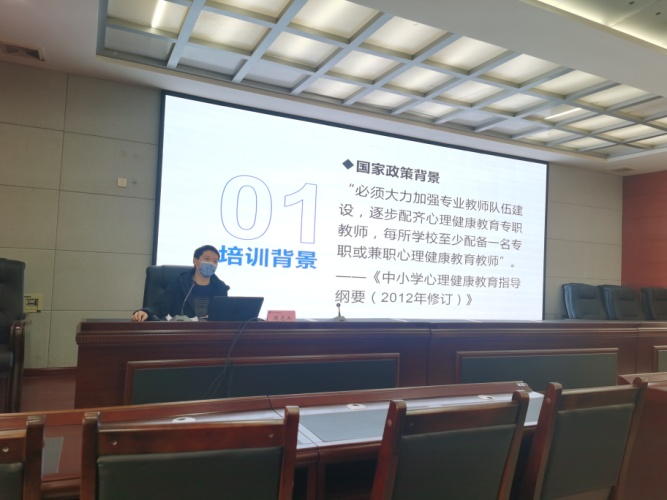 01
培训背景
◆国家政策背景
“必须大力加强专业教师队伍建
设，逐步配齐心理健康教育专职
教师，每所学校至少配备一名专
职或兼职心理健康教育教师”。
——《中小学心理健康教育指导
纲要（2012年修订）》